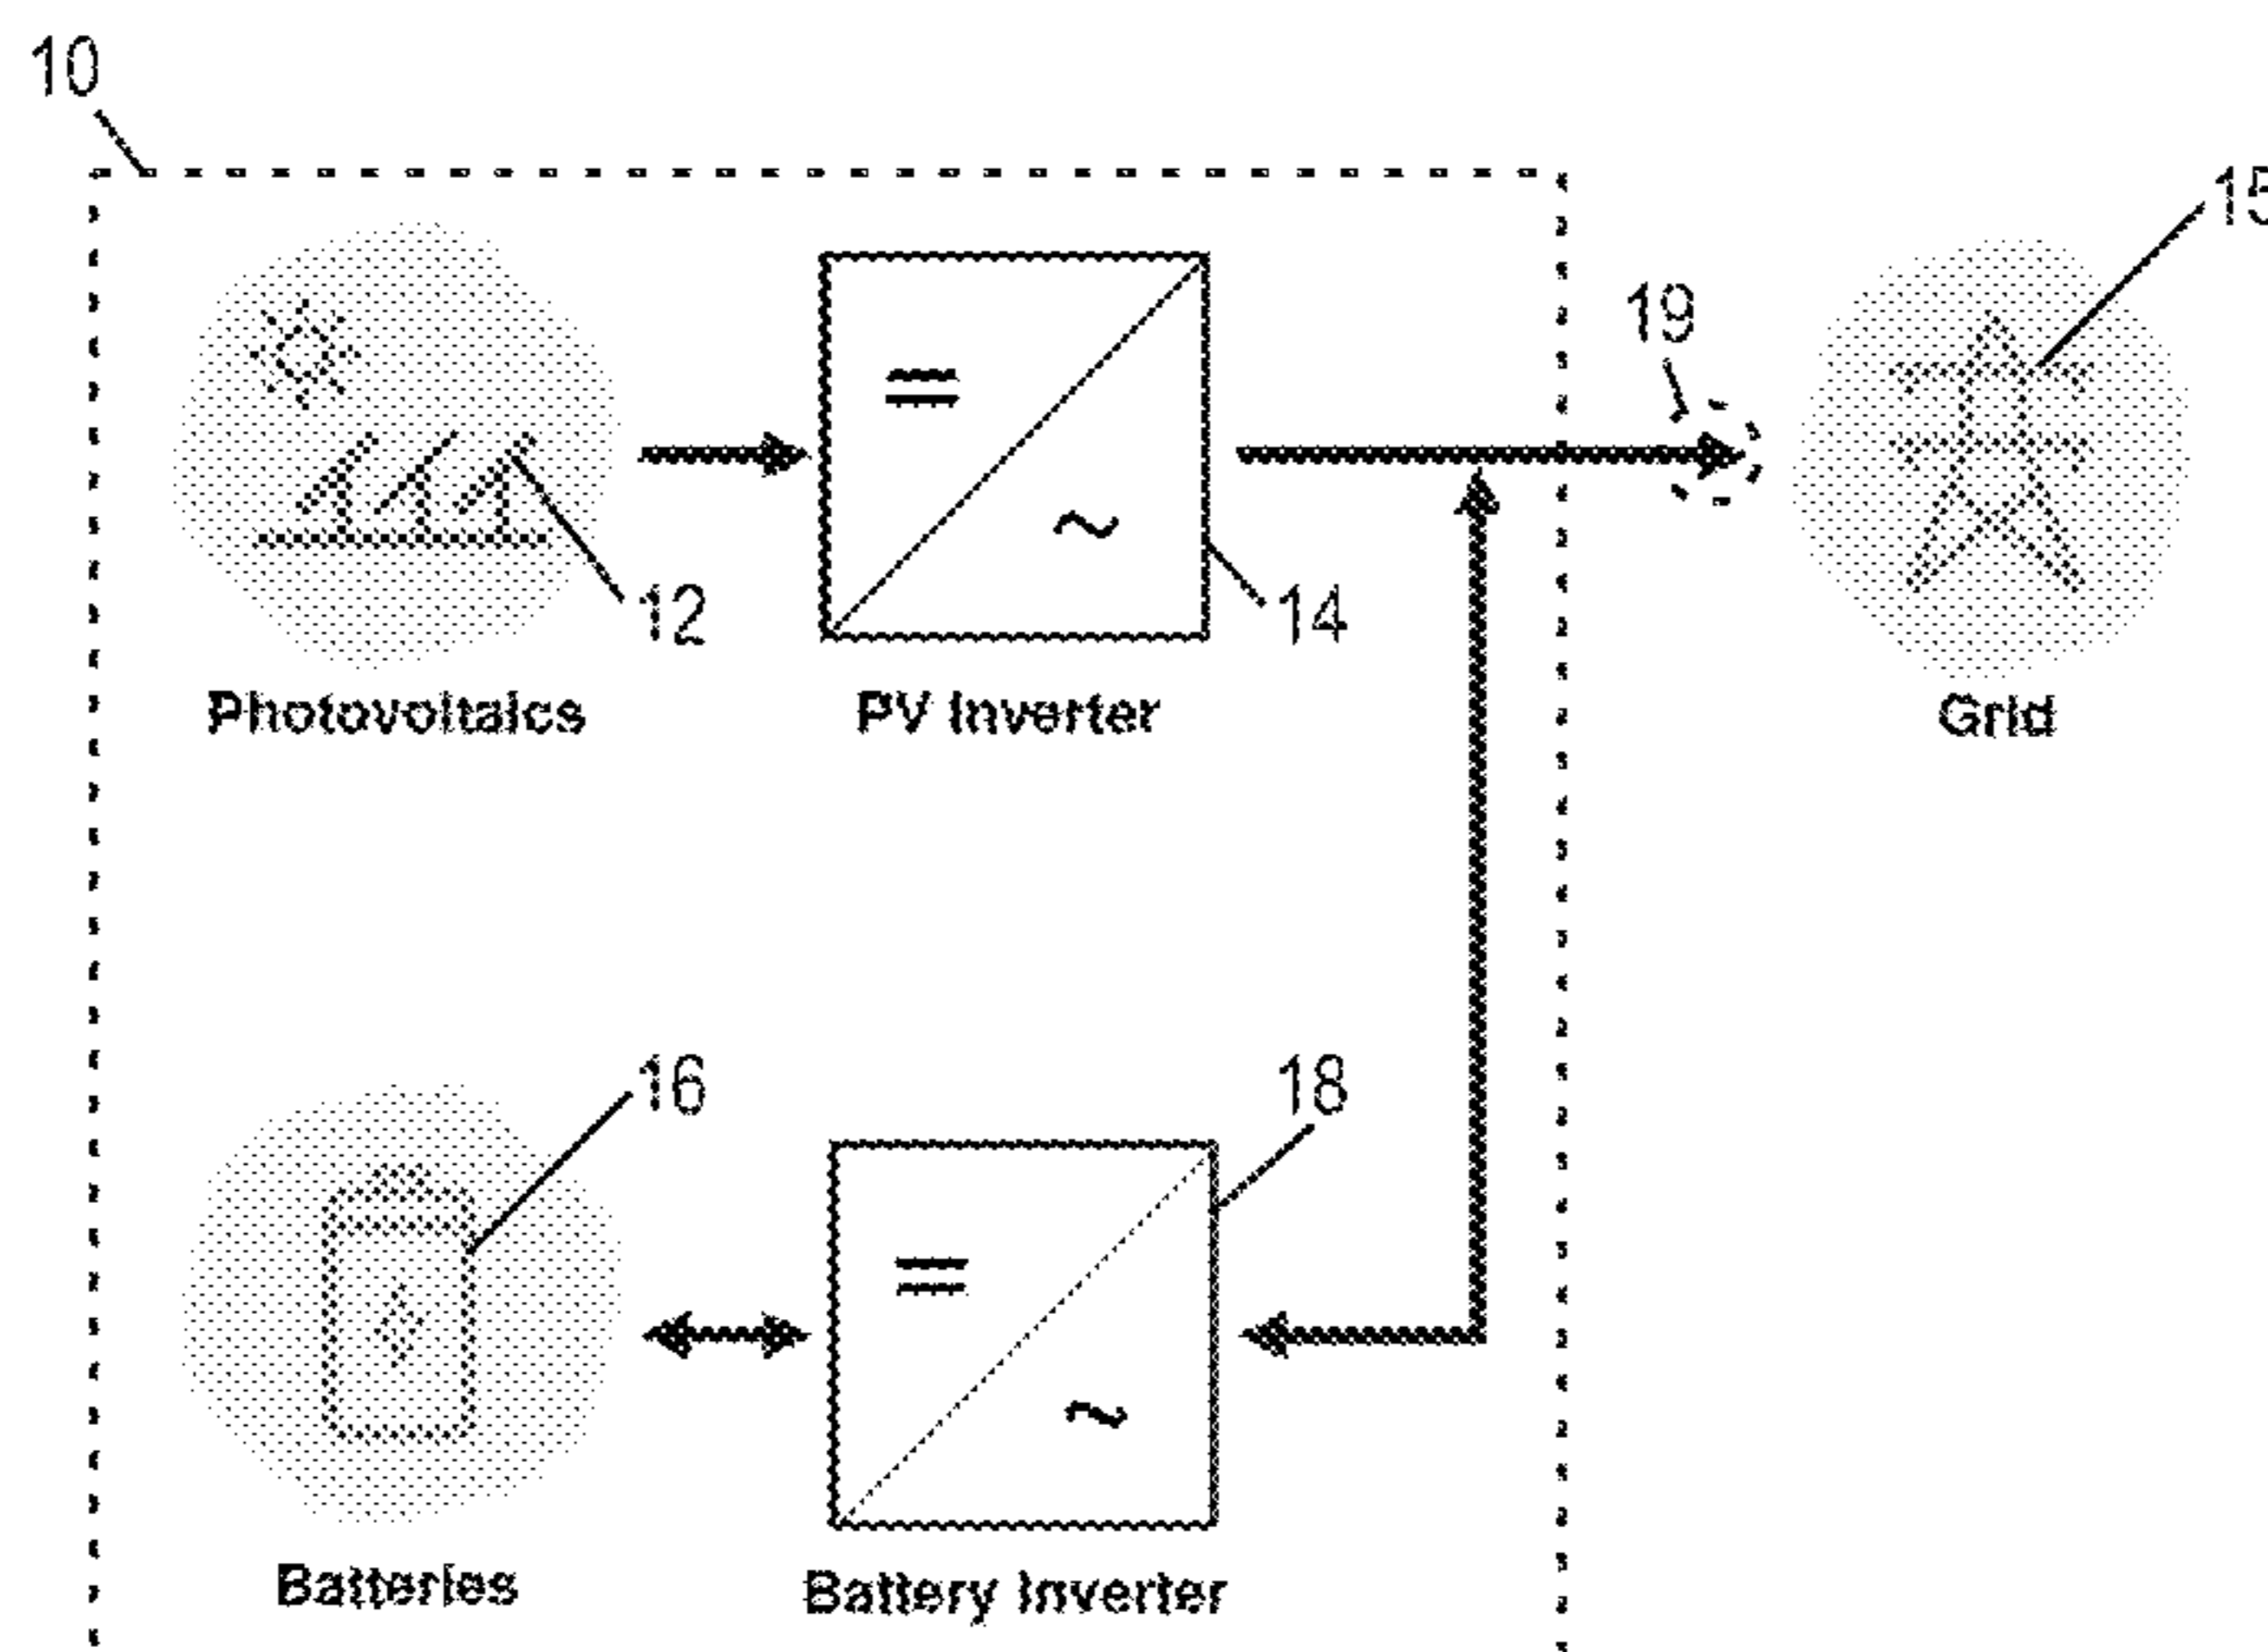 10
15
19
12
14
Photovoltaics
PV Inverter
Grid
16
18
Batteries
Battery Inverter